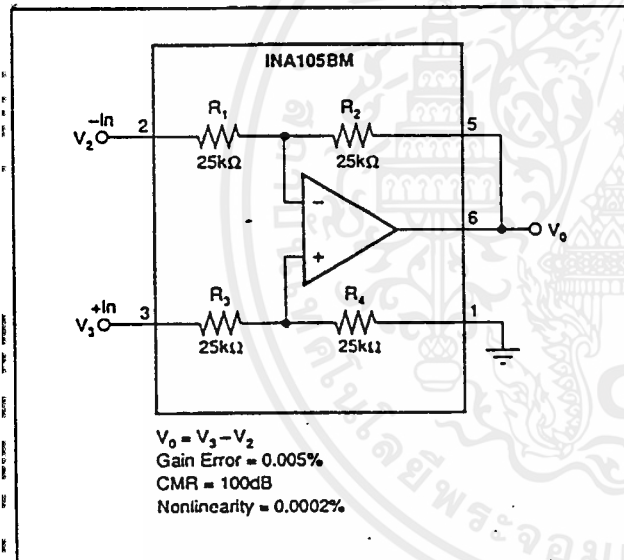 INA105BM
–In
V₂
2
R₁
25kΩ
R₂
25kΩ
5
–
+
6
V₀
+In
V₃
3
R₃
25kΩ
R₄
25kΩ
1
V₀ = V₃ – V₂
Gain Error = 0.005%
CMR = 100dB
Nonlinearity = 0.0002%